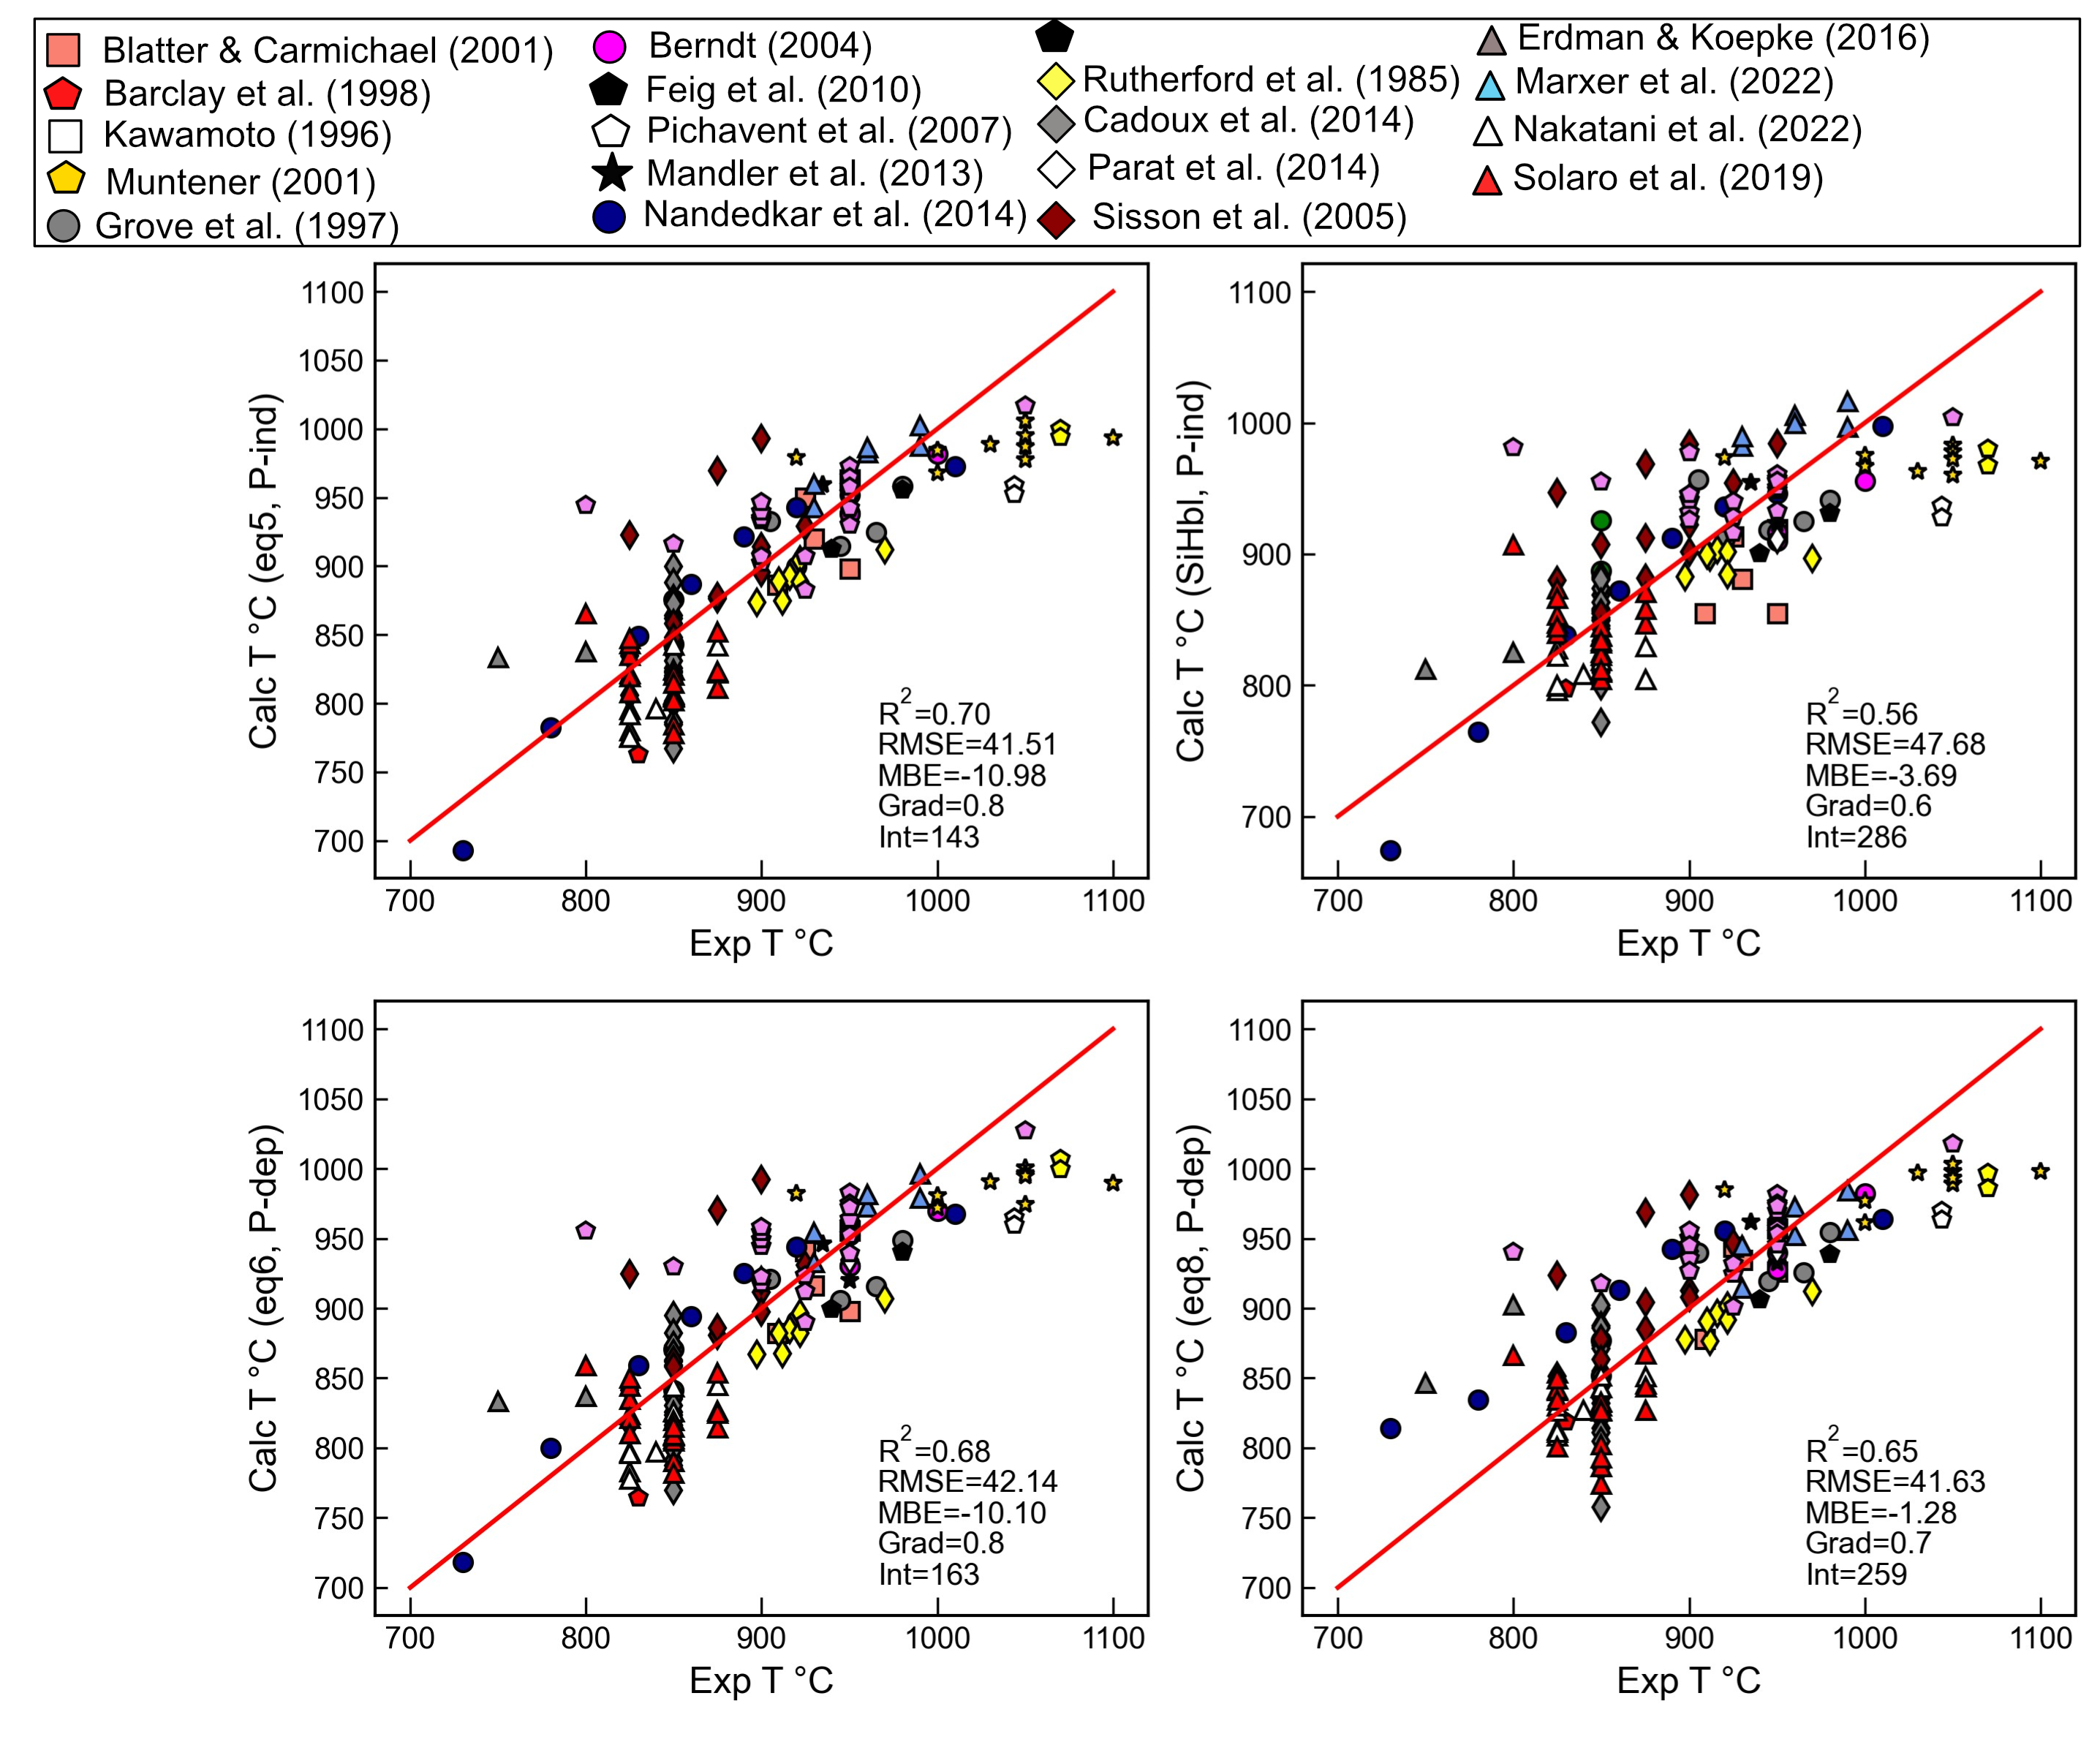 Blatter & Carmichael (2001)
Barclay et al. (1998)
Kawamoto (1996)
Muntener (2001)
Grove et al. (1997)
Berndt (2004)
Feig et al. (2010)
Pichavent et al. (2007)
Mandler et al. (2013)
Nandedkar et al. (2014)
Rutherford et al. (1985)
Cadoux et al. (2014)
Parat et al. (2014)
Sisson et al. (2005)
Erdman & Koepke (2016)
Marxer et al. (2022)
Nakatani et al. (2022)
Solaro et al. (2019)
Calc T °C (eq5, P-ind)
1100
1050
1000
950
900
850
800
750
700
R²=0.70
RMSE=41.51
MBE=-10.98
Grad=0.8
Int=143
700 800 900 1000 1100
Exp T °C
Calc T °C (SiHbl, P-ind)
1100
1000
900
800
700
R²=0.56
RMSE=47.68
MBE=-3.69
Grad=0.6
Int=286
700 800 900 1000 1100
Exp T °C
Calc T °C (eq6, P-dep)
1100
1050
1000
950
900
850
800
750
700
R²=0.68
RMSE=42.14
MBE=-10.10
Grad=0.8
Int=163
700 800 900 1000 1100
Exp T °C
Calc T °C (eq8, P-dep)
1100
1050
1000
950
900
850
800
750
700
R²=0.65
RMSE=41.63
MBE=-1.28
Grad=0.7
Int=259
700 800 900 1000 1100
Exp T °C